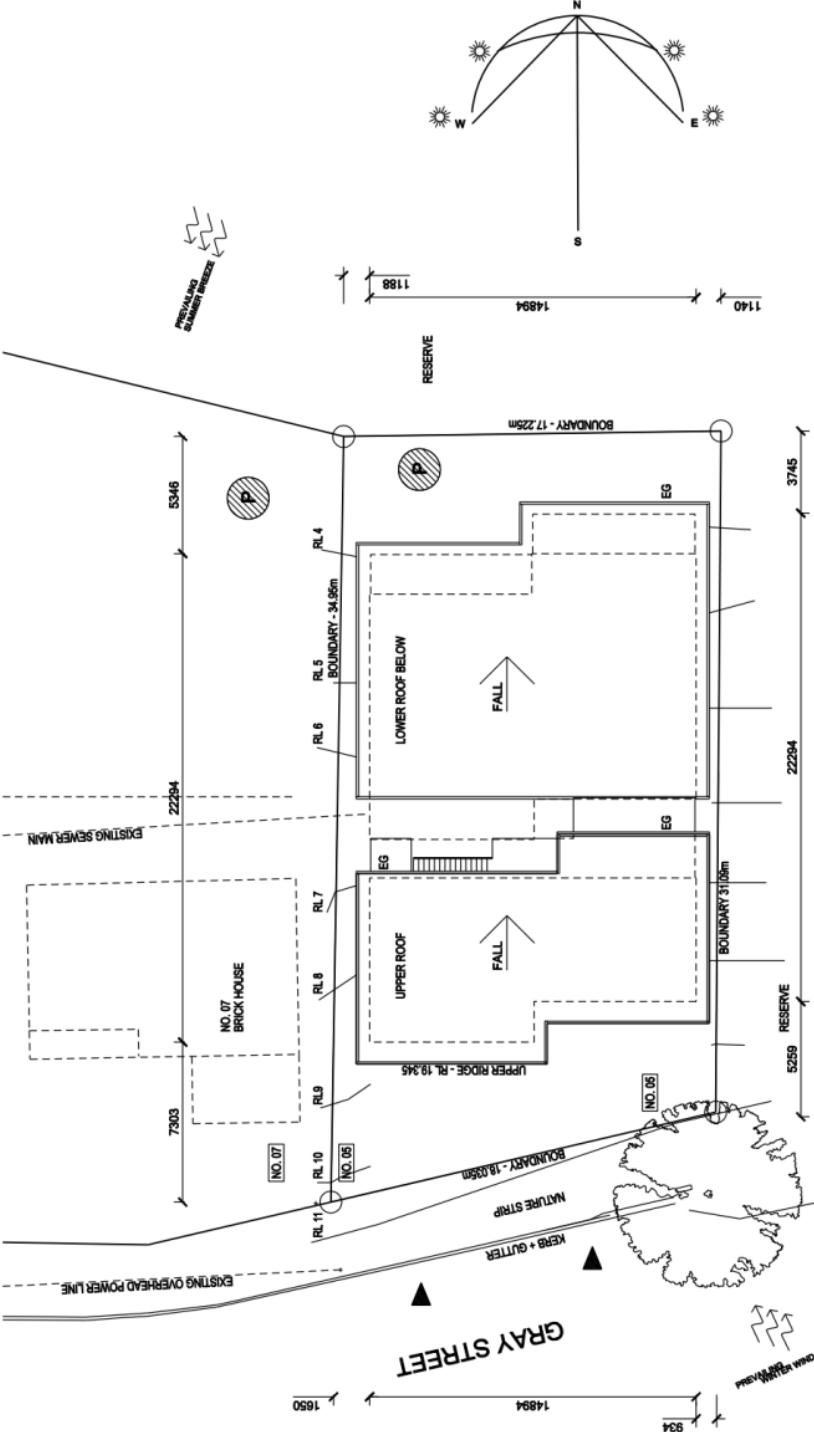 N
W
E
S
PREVAILING
SUMMER BREEZE
1188
14894
1140
RESERVE
BOUNDARY - 17.225m
5346
P
P
3745
EG
RL 4
BOUNDARY - 34.95m
RL 5
LOWER ROOF BELOW
FALL
RL 6
22294
22294
EXISTING SEWER MAIN
EG
EG
RL 7
BOUNDARY 31.09m
UPPER ROOF
FALL
RL 8
NO. 07
BRICK HOUSE
RESERVE
5259
UPPER RIDGE - RL 19.345
RL9
NO. 05
7303
NO. 07
RL 10
NO. 05
BOUNDARY - 18.035m
RL 11
NATURE STRIP
KERB + GUTTER
EXISTING OVERHEAD POWER LINE
GRAY STREET
PREVAILING
WINTER WIND
1650
14894
934